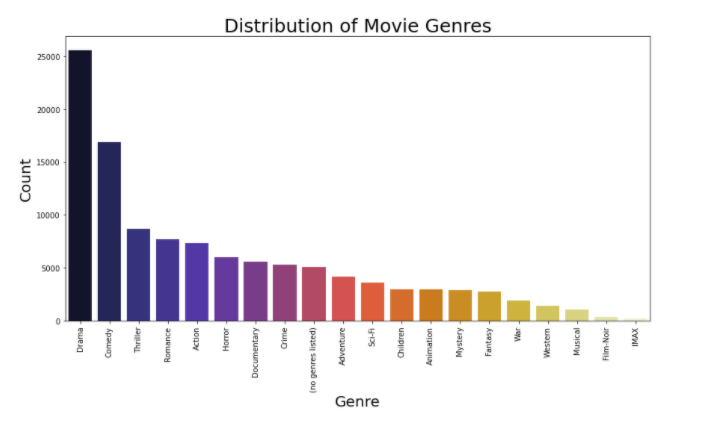 Distribution of Movie Genres
Count
25000
20000
15000
10000
5000
0
Drama
Comedy
Thriller
Romance
Action
Horror
Documentary
Crime
(no genres listed)
Adventure
Sci-Fi
Children
Animation
Mystery
Fantasy
War
Western
Musical
Film-Noir
IMAX
Genre